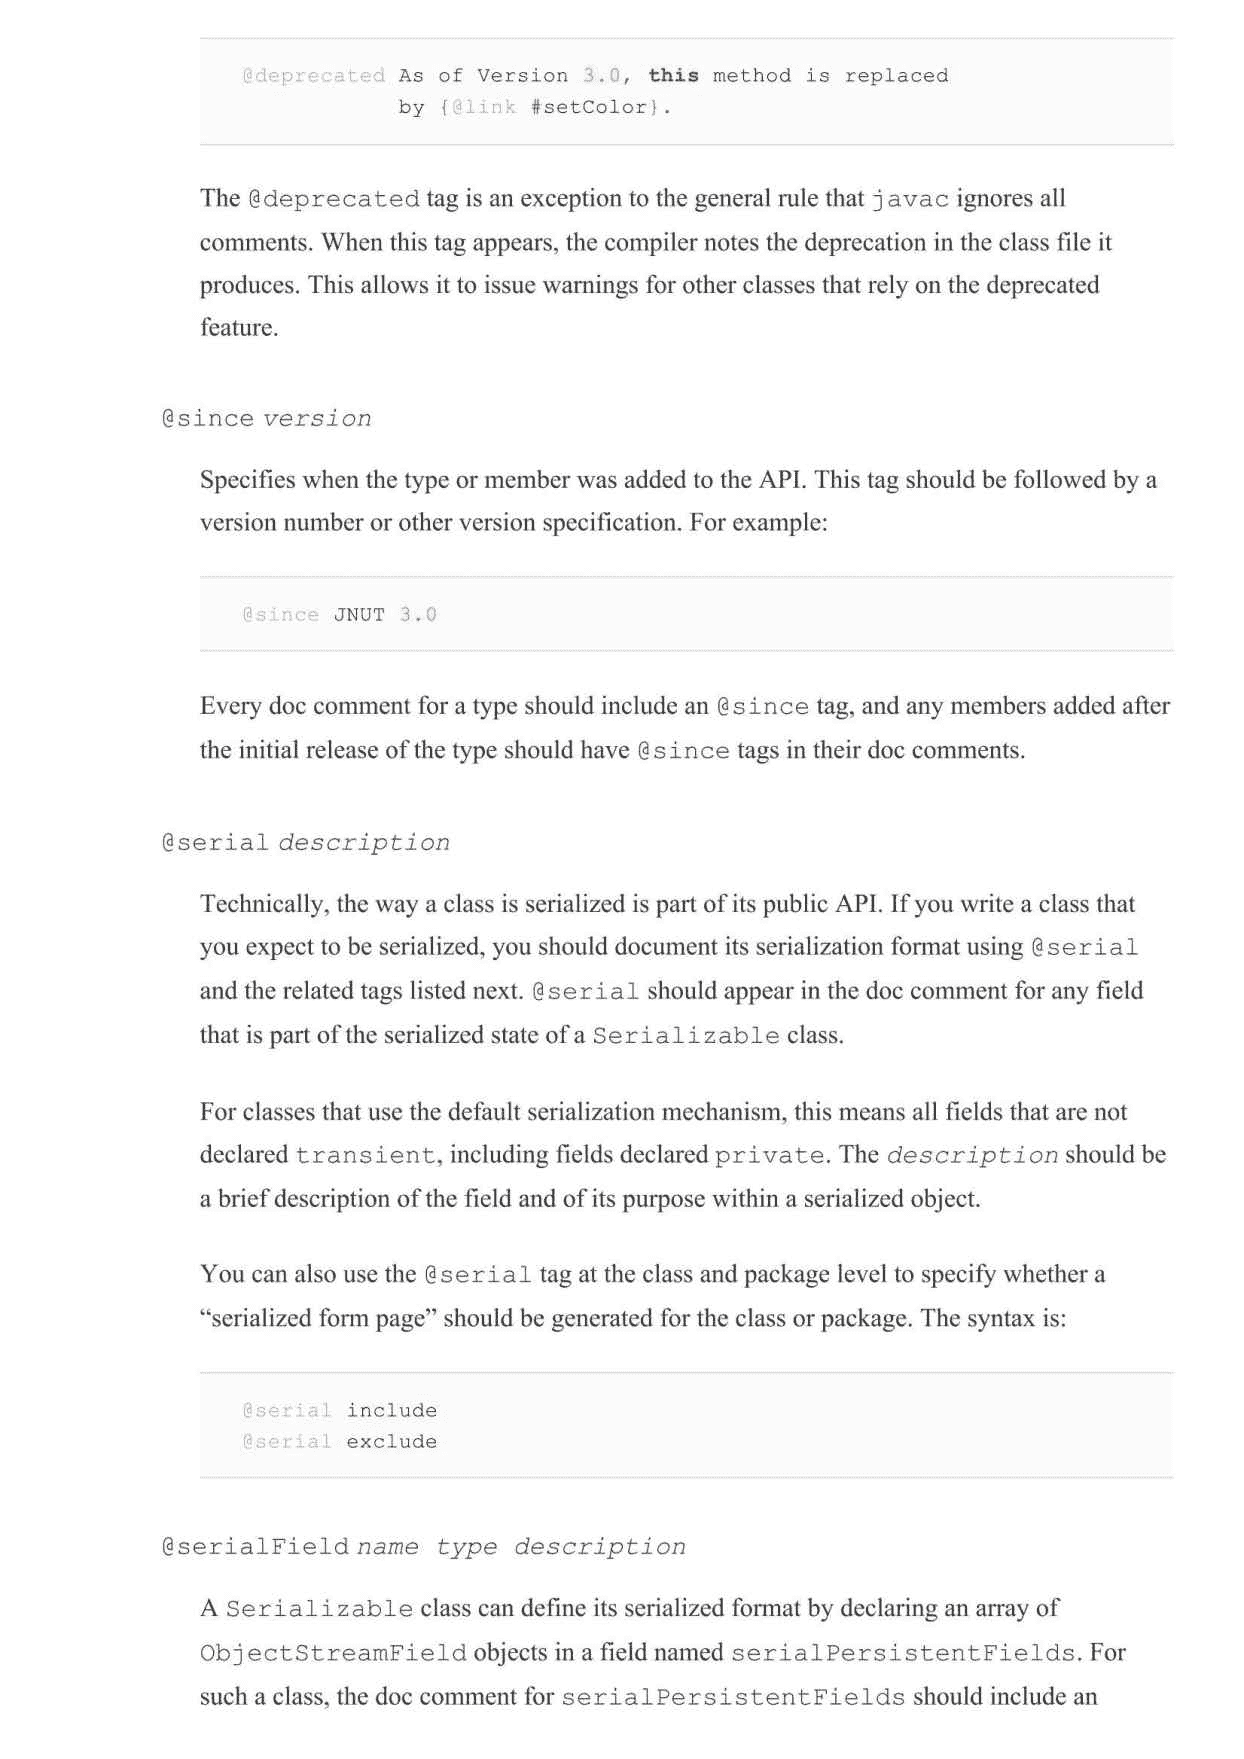 @deprecated As of Version 3.0, this method is replaced
by {@link #setColor}.
The @deprecated tag is an exception to the general rule that javac ignores all
comments. When this tag appears, the compiler notes the deprecation in the class file it
produces. This allows it to issue warnings for other classes that rely on the deprecated
feature.
@since version
Specifies when the type or member was added to the API. This tag should be followed by a
version number or other version specification. For example:
@since JNUT 3.0
Every doc comment for a type should include an @since tag, and any members added after
the initial release of the type should have @since tags in their doc comments.
@serial description
Technically, the way a class is serialized is part of its public API. If you write a class that
you expect to be serialized, you should document its serialization format using @serial
and the related tags listed next. @serial should appear in the doc comment for any field
that is part of the serialized state of a Serializable class.
For classes that use the default serialization mechanism, this means all fields that are not
declared transient, including fields declared private. The description should be
a brief description of the field and of its purpose within a serialized object.
You can also use the @serial tag at the class and package level to specify whether a
“serialized form page” should be generated for the class or package. The syntax is:
@serial include
@serial exclude
@serialField name type description
A Serializable class can define its serialized format by declaring an array of
ObjectStreamField objects in a field named serialPersistentFields. For
such a class, the doc comment for serialPersistentFields should include an